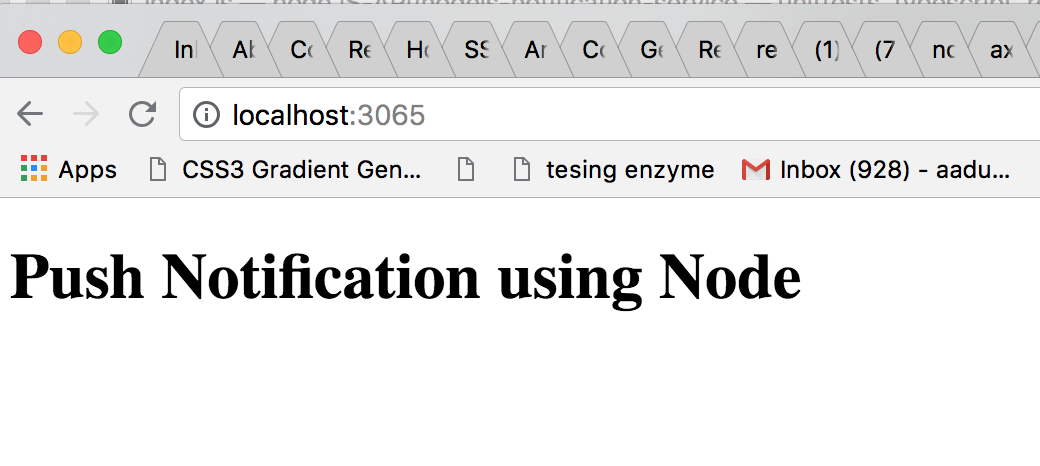 In
Ab
Co
Re
Ho
SS
Ar
Co
Ge
Re
re
(1)
(7
no
ax
localhost:3065
Apps
CSS3 Gradient Gen...
tesing enzyme
Inbox (928) - aadu...
Push Notification using Node